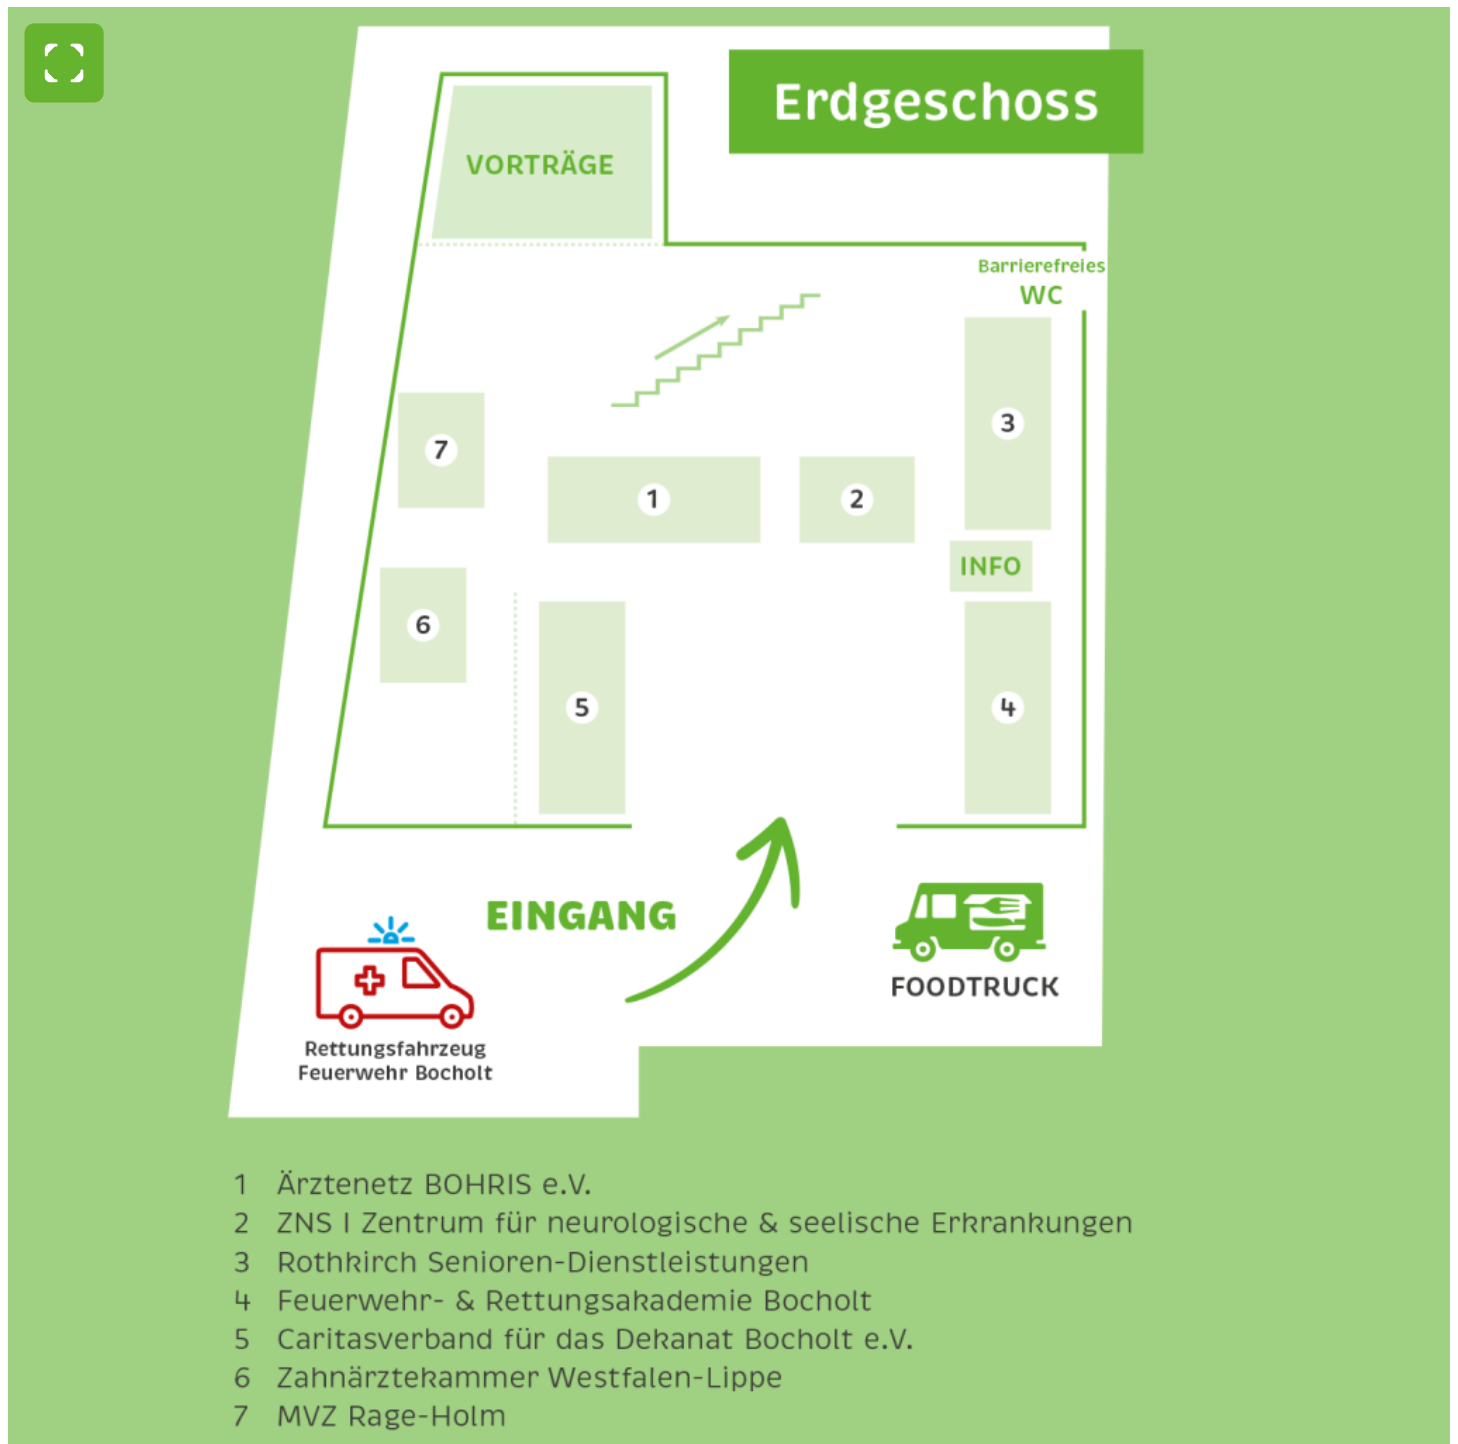 Erdgeschoss
VORTRÄGE
Barrierefreies
WC
3
7
1
2
INFO
6
5
4
EINGANG
FOODTRUCK
Rettungsfahrzeug
Feuerwehr Bocholt
1 Ärztenetz BOHRIS e.V.
2 ZNS I Zentrum für neurologische & seelische Erkrankungen
3 Rothkirch Senioren-Dienstleistungen
4 Feuerwehr- & Rettungsakademie Bocholt
5 Caritasverband für das Dekanat Bocholt e.V.
6 Zahnärztekammer Westfalen-Lippe
7 MVZ Rage-Holm